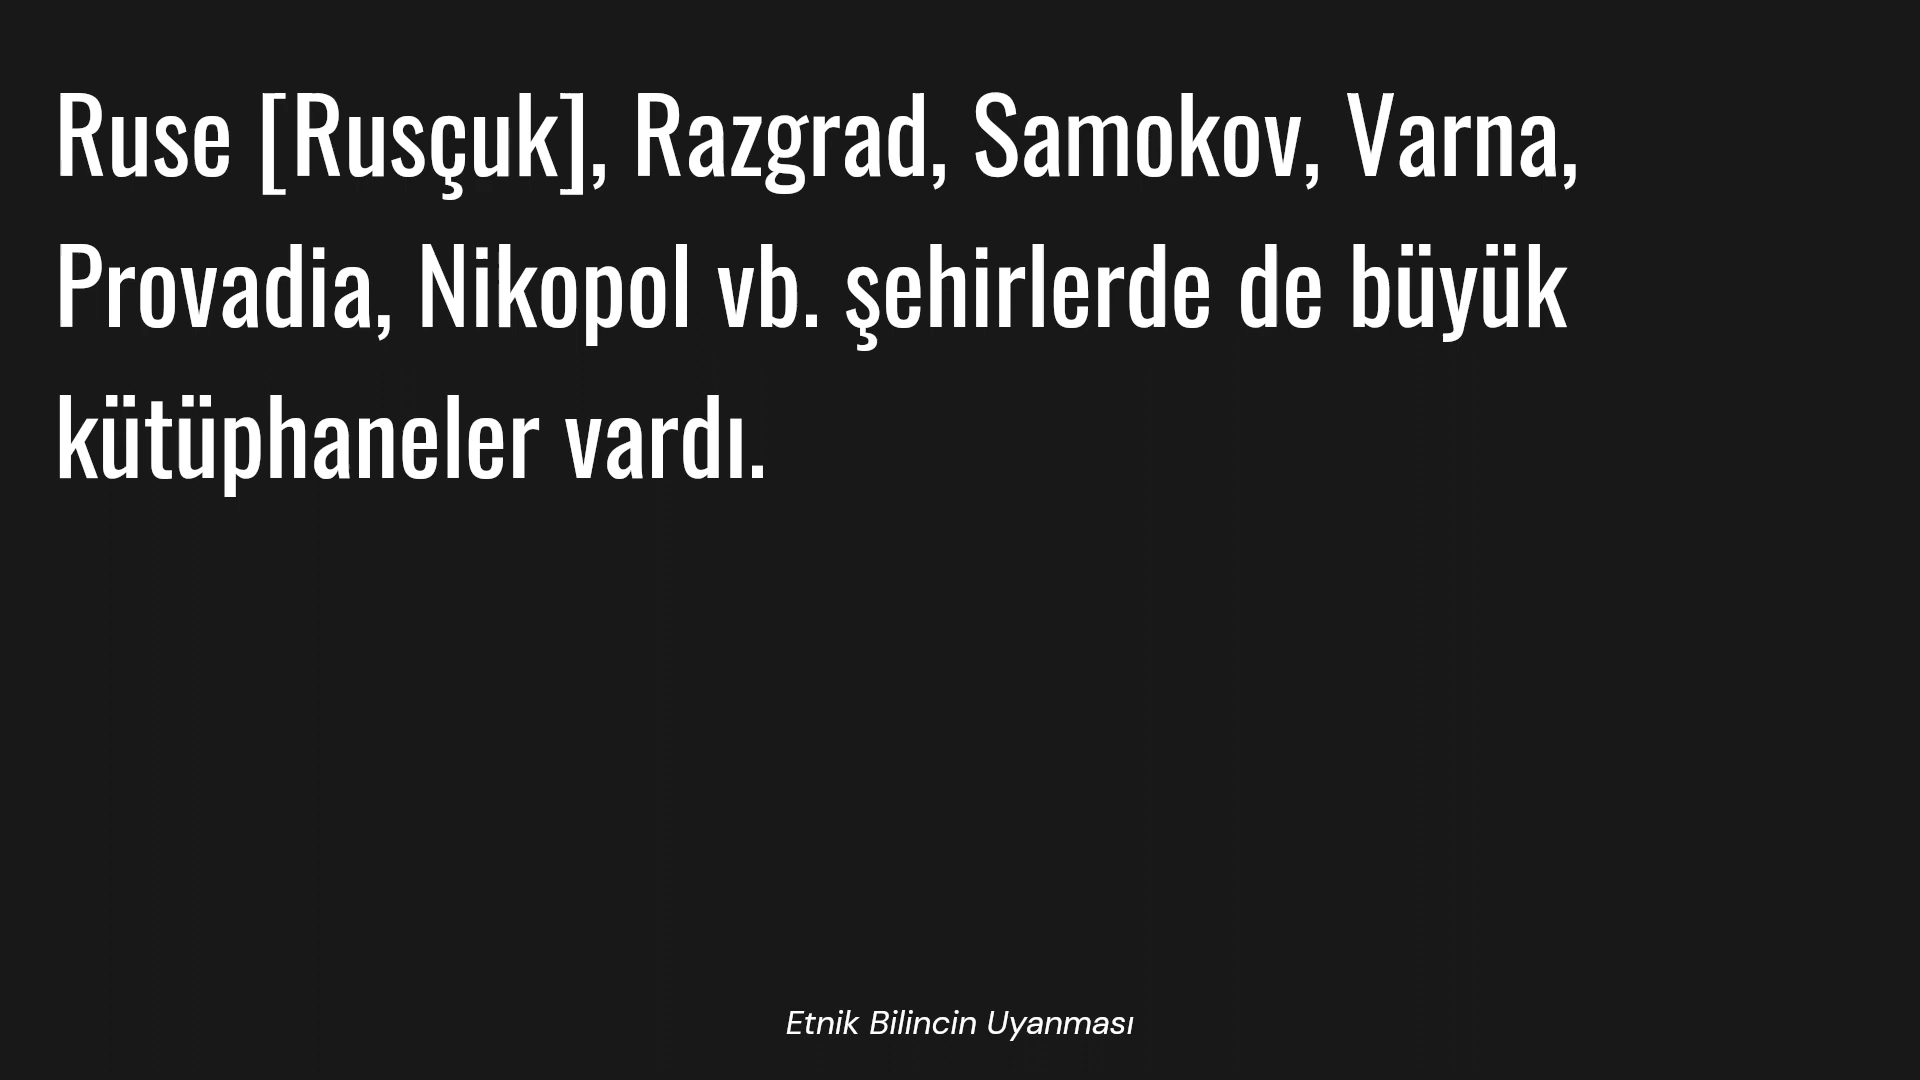 Ruse [Rusçuk], Razgrad, Samokov, Varna,
Provadia, Nikopol vb. şehirlerde de büyük
kütüphaneler vardı.
Etnik Bilincin Uyanması